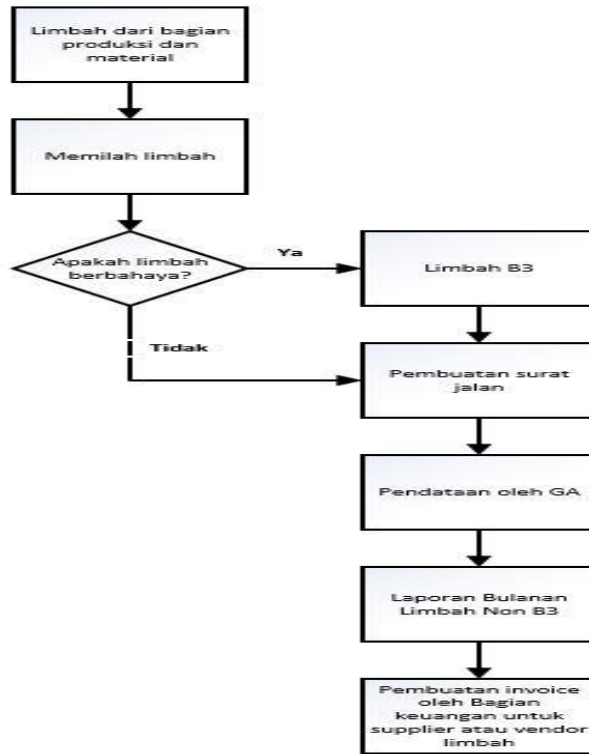 Limbah dari bagian
produksi dan
material
Memilah limbah
Apakah limbah
berbahaya?
Ya
Limbah B3
Tidak
Pembuatan surat
jalan
Pendataan oleh GA
Laporan Bulanan
Limbah Non B3
Pembuatan invoice
oleh Bagian
keuangan untuk
supplier atau vendor
limbah